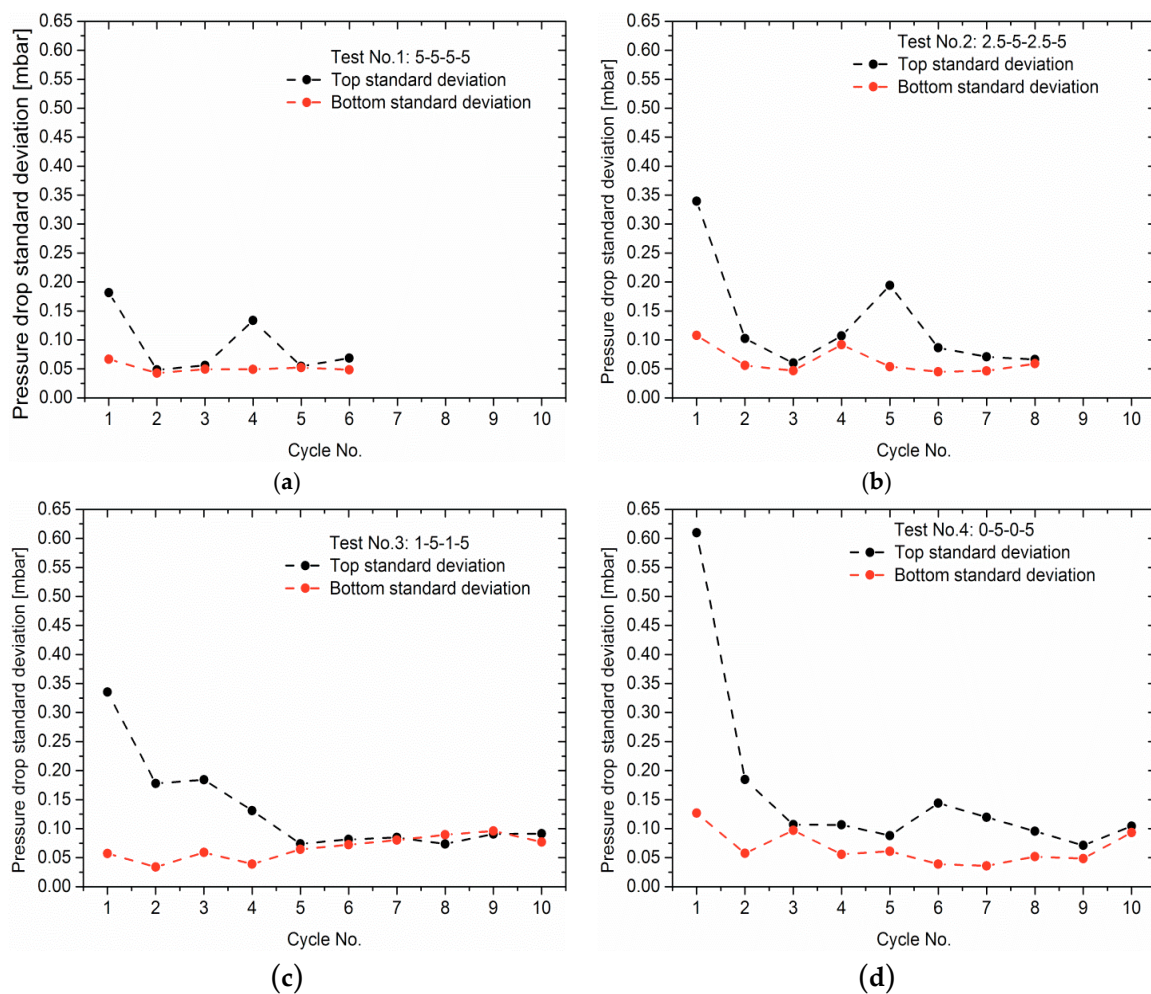 Pressure drop standard deviation [mbar]
0.65
0.60
0.55
0.50
0.45
0.40
0.35
0.30
0.25
0.20
0.15
0.10
0.05
0.00
Test No.1: 5-5-5-5
Top standard deviation
Bottom standard deviation
1 2 3 4 5 6 7 8 9 10
Cycle No.
(a)
Pressure drop standard deviation [mbar]
0.65
0.60
0.55
0.50
0.45
0.40
0.35
0.30
0.25
0.20
0.15
0.10
0.05
0.00
Test No.2: 2.5-5-2.5-5
Top standard deviation
Bottom standard deviation
1 2 3 4 5 6 7 8 9 10
Cycle No.
(b)
Pressure drop standard deviation [mbar]
0.65
0.60
0.55
0.50
0.45
0.40
0.35
0.30
0.25
0.20
0.15
0.10
0.05
0.00
Test No.3: 1-5-1-5
Top standard deviation
Bottom standard deviation
1 2 3 4 5 6 7 8 9 10
Cycle No.
(c)
Pressure drop standard deviation [mbar]
0.65
0.60
0.55
0.50
0.45
0.40
0.35
0.30
0.25
0.20
0.15
0.10
0.05
0.00
Test No.4: 0-5-0-5
Top standard deviation
Bottom standard deviation
1 2 3 4 5 6 7 8 9 10
Cycle No.
(d)